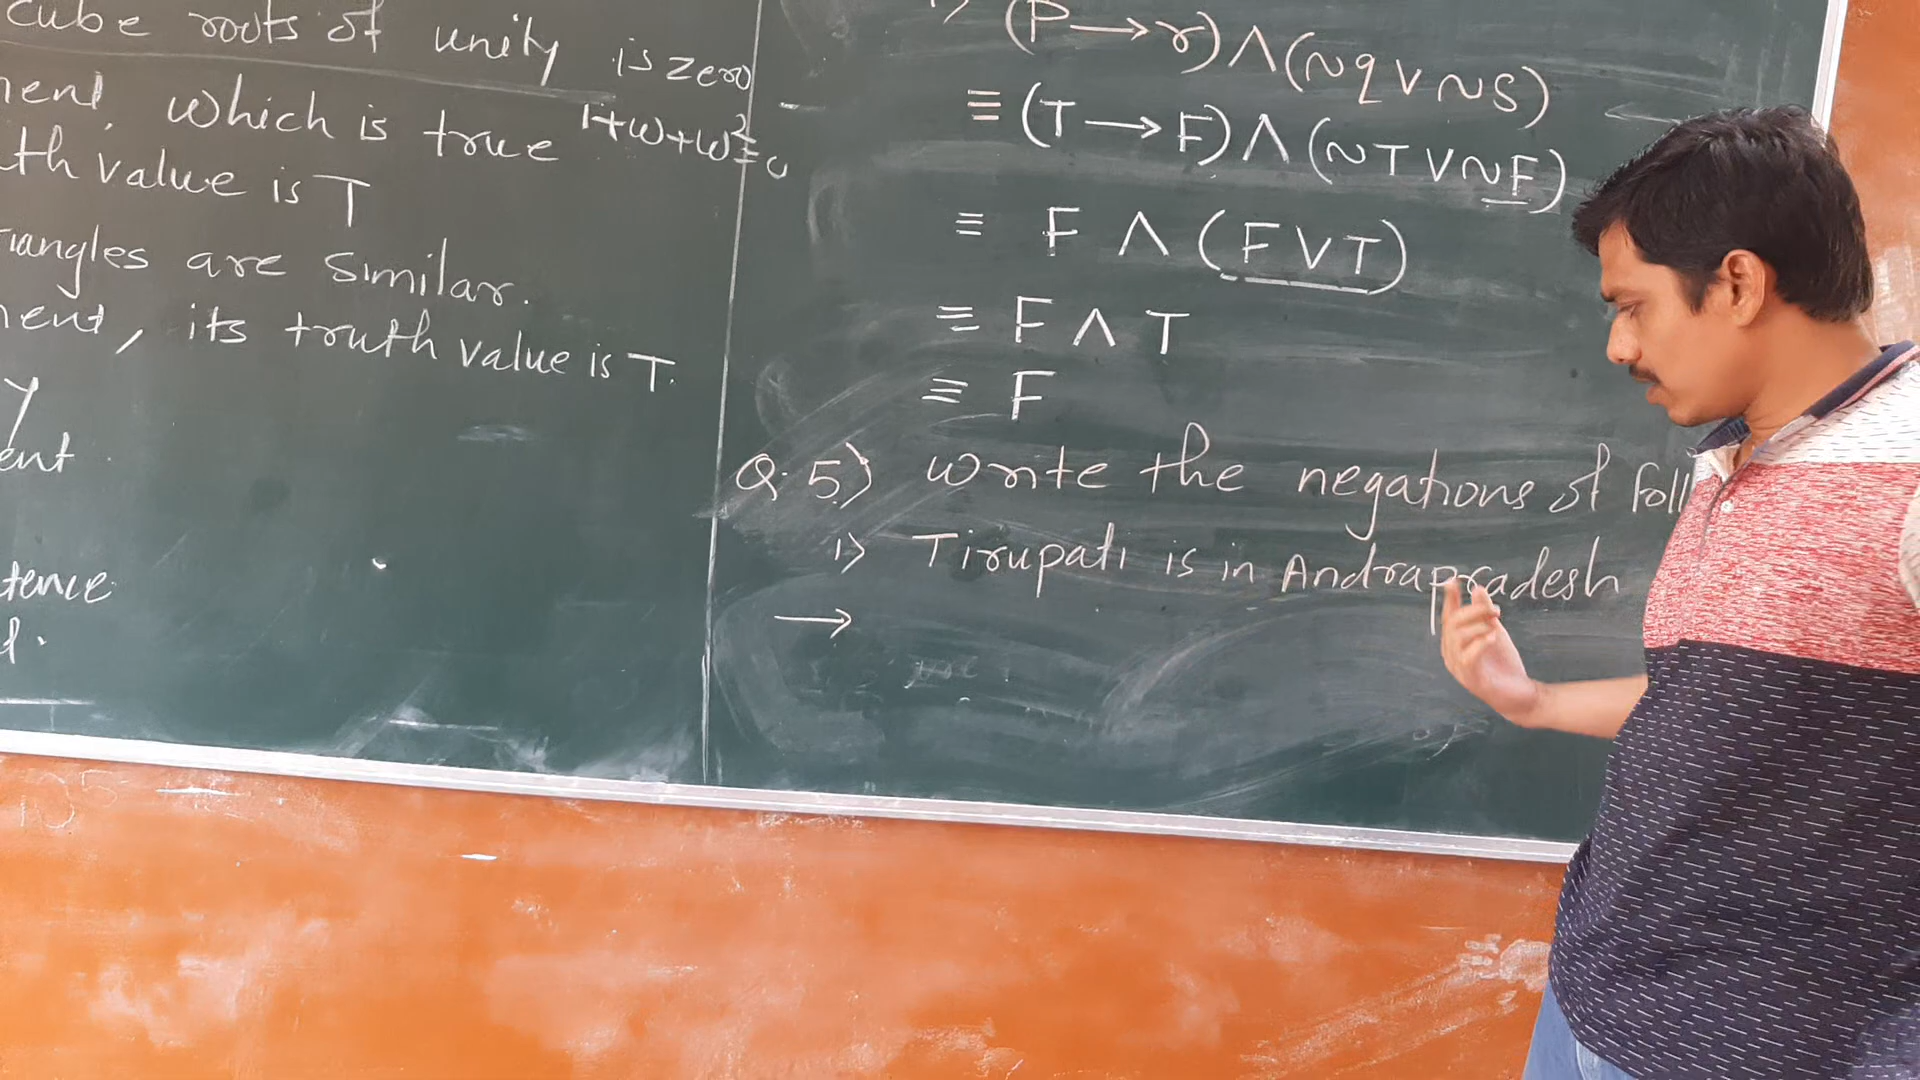 cube roots of unity is zero
which is true 1+ω+ω²=0
th value is T
iangles are similar.
ment, its truth value is T.
y
ent
tence
d.
(P→r)∧(~q∨~s)
≡(T→F)∧(~T∨~F)
≡ F∧(F∨T)
≡ F∧T
≡ F
Q.5) Write the negations of foll
1) Tirupati is in Andrapradesh
→